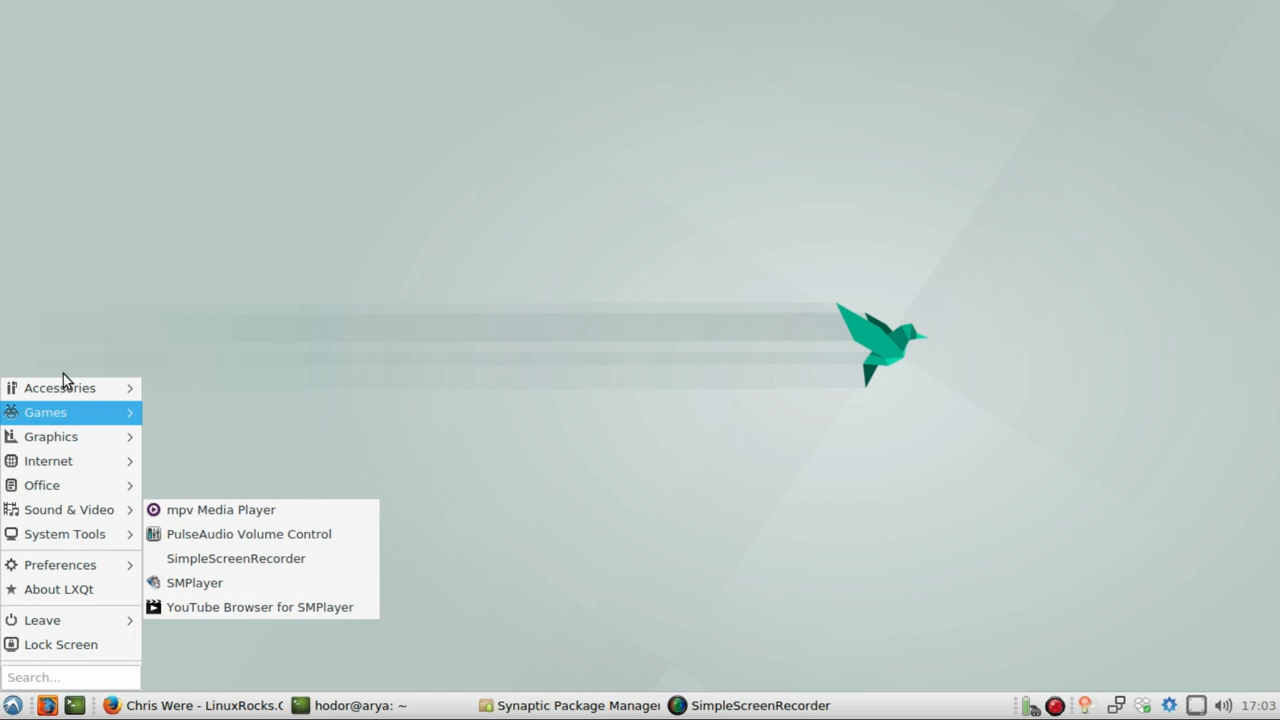 Accessories
Games
Graphics
Internet
Office
Sound & Video
System Tools
Preferences
About LXQt
Leave
Lock Screen
Search...
mpv Media Player
PulseAudio Volume Control
SimpleScreenRecorder
SMPlayer
YouTube Browser for SMPlayer
Chris Were - LinuxRocks.
hodor@arya: ~
Synaptic Package Manager
SimpleScreenRecorder
17:03